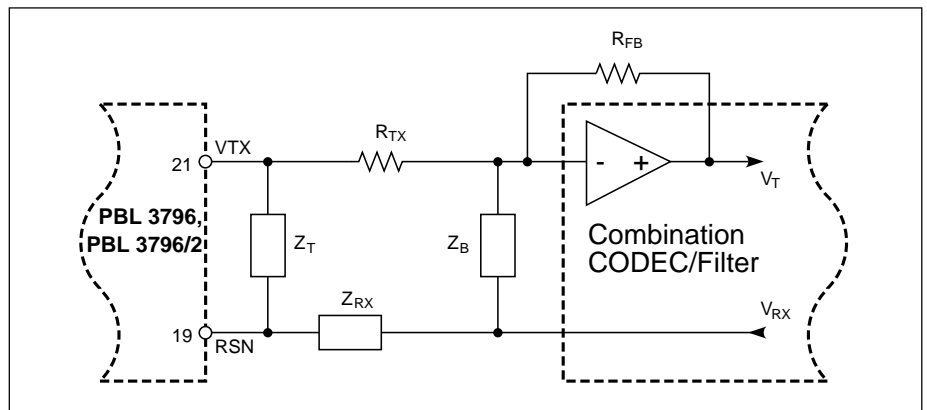 R_FB
R_TX
21
VTX
- +
V_T
PBL 3796,
PBL 3796/2
Z_T
Z_B
Combination
CODEC/Filter
Z_RX
V_RX
19
RSN